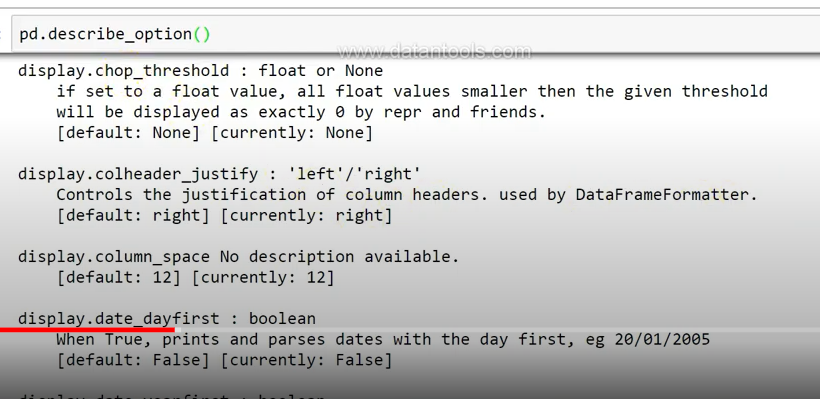 pd.describe_option()
www.datantools.com
display.chop_threshold : float or None
if set to a float value, all float values smaller then the given threshold
will be displayed as exactly 0 by repr and friends.
[default: None] [currently: None]
display.colheader_justify : 'left'/'right'
Controls the justification of column headers. used by DataFrameFormatter.
[default: right] [currently: right]
display.column_space No description available.
[default: 12] [currently: 12]
display.date_dayfirst : boolean
When True, prints and parses dates with the day first, eg 20/01/2005
[default: False] [currently: False]
display.date_yearfirst : boolean